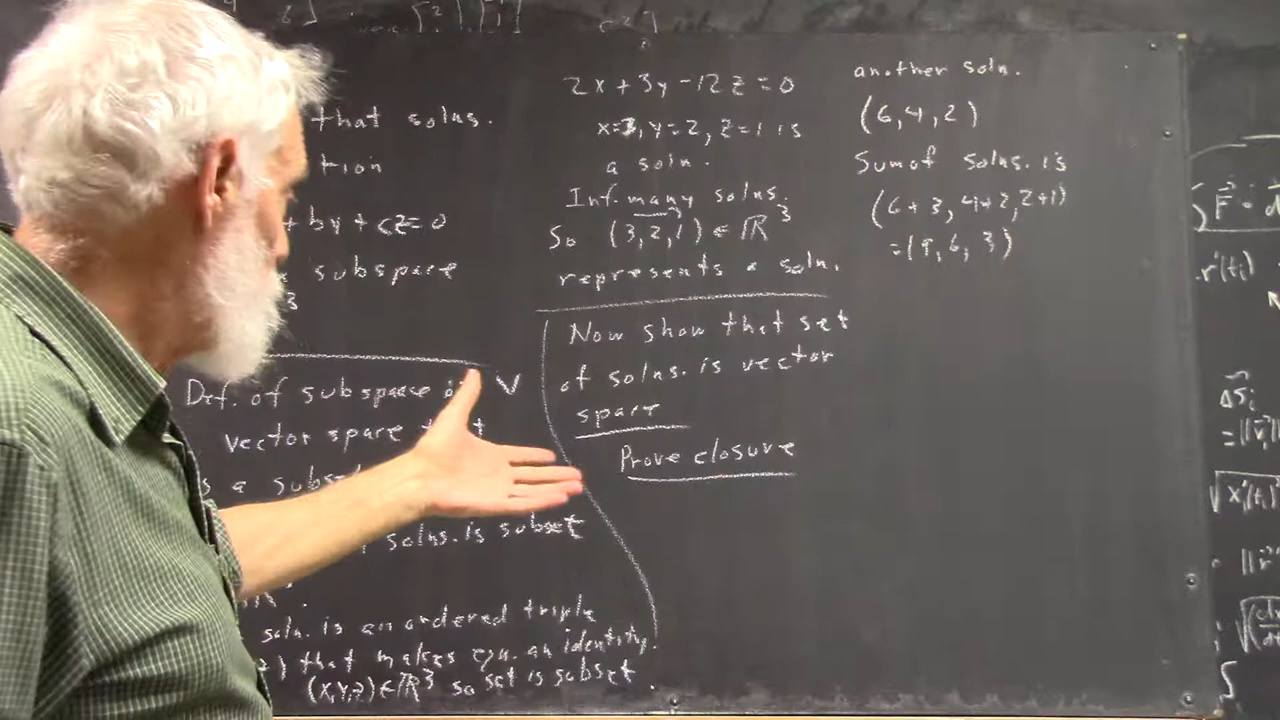 that solns.
tion
+ by + cz = 0
subspace
3
Def. of subspace V
vector space
s a subs
solns. is subset
soln. is an ordered triple
) that makes eqn. an identity.
(x,y,z) ∈ ℝ³ so set is subset
2x+3y-12z=0
x=3, y=2, z=1 is
a soln.
Inf. many solns.
So (3,2,1) ∈ ℝ³
represents a soln.
Now show that set
of solns. is vector
space
Prove closure
another soln.
(6,4,2)
Sum of solns. is
(6+3, 4+2, 2+1)
=(9, 6, 3)
r'(tᵢ)
ΔSᵢ